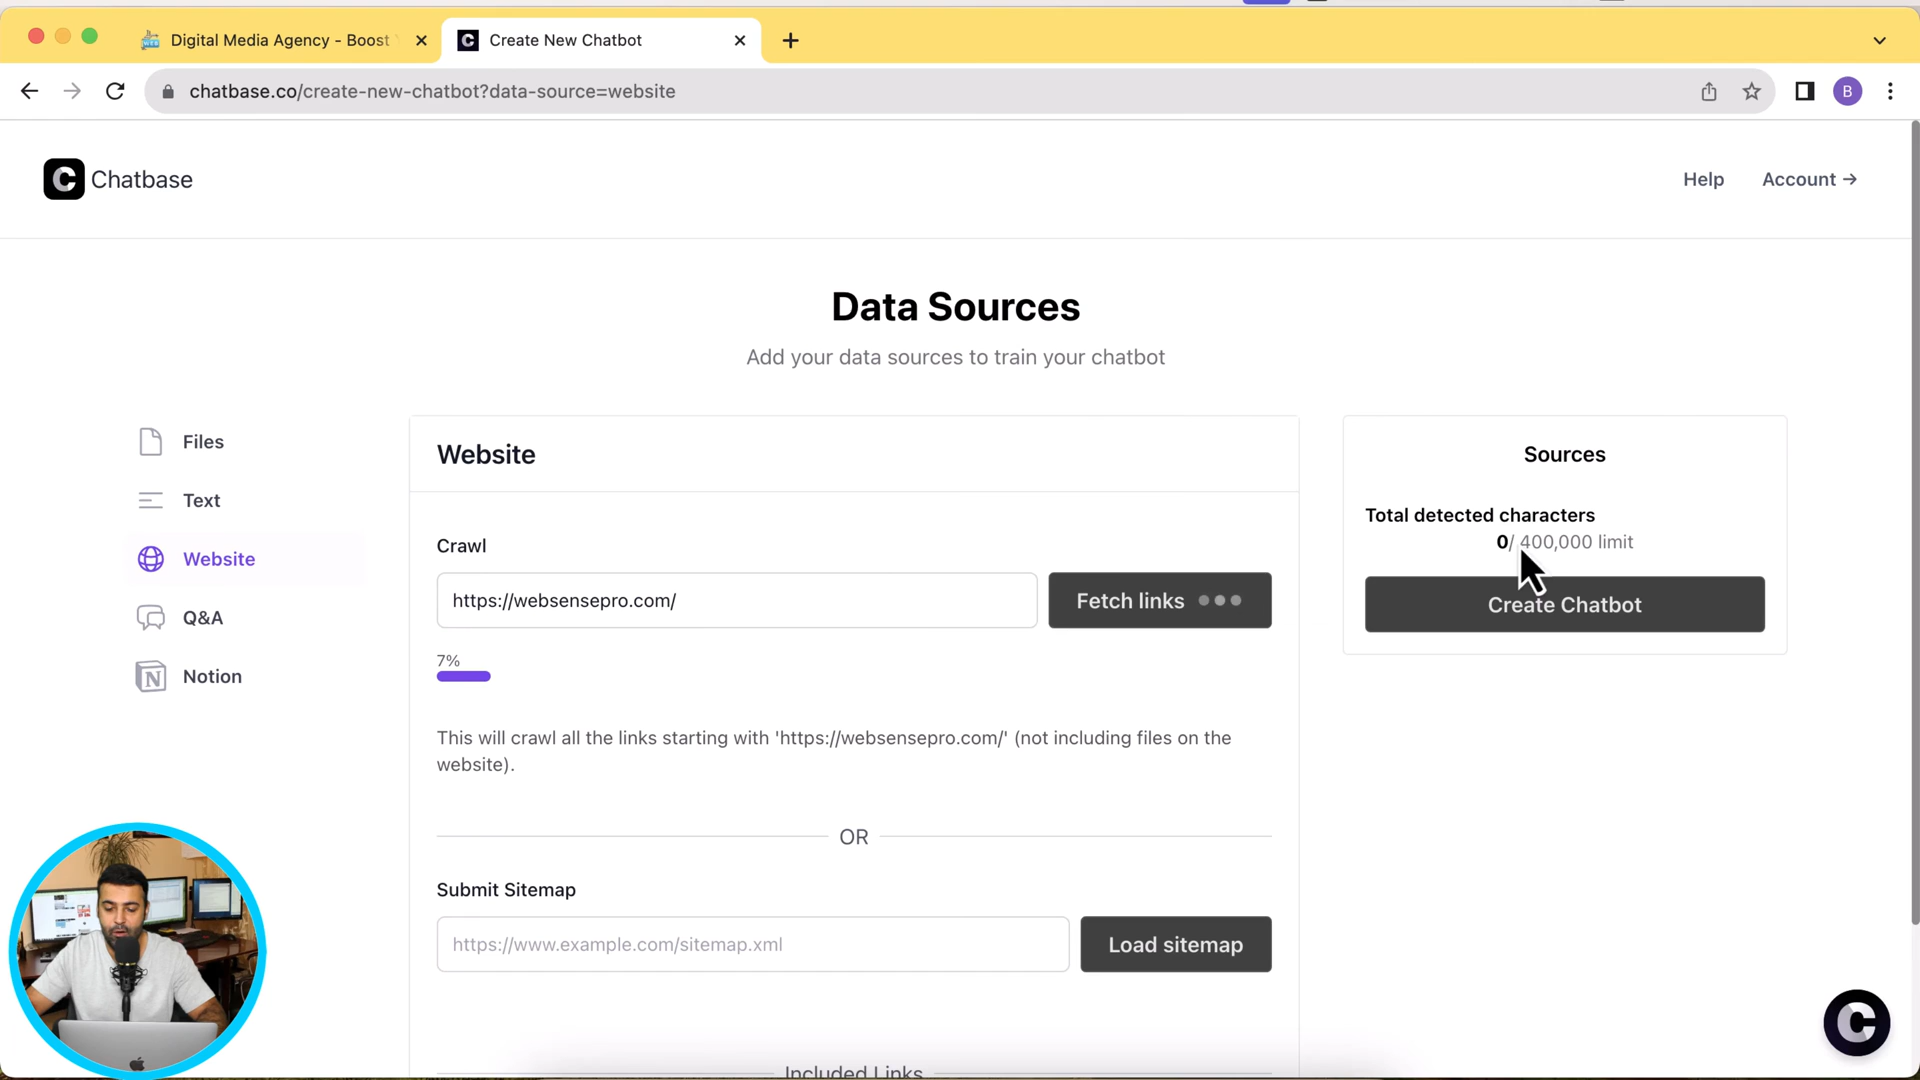 Digital Media Agency - Boost
Create New Chatbot
chatbase.co/create-new-chatbot?data-source=website
B
Chatbase
Help
Account →
Data Sources
Add your data sources to train your chatbot
Files
Text
Website
Q&A
Notion
Website
Crawl
https://websensepro.com/
Fetch links
7%
This will crawl all the links starting with 'https://websensepro.com/' (not including files on the
website).
OR
Submit Sitemap
https://www.example.com/sitemap.xml
Load sitemap
Included Links
Sources
Total detected characters
0/ 400,000 limit
Create Chatbot